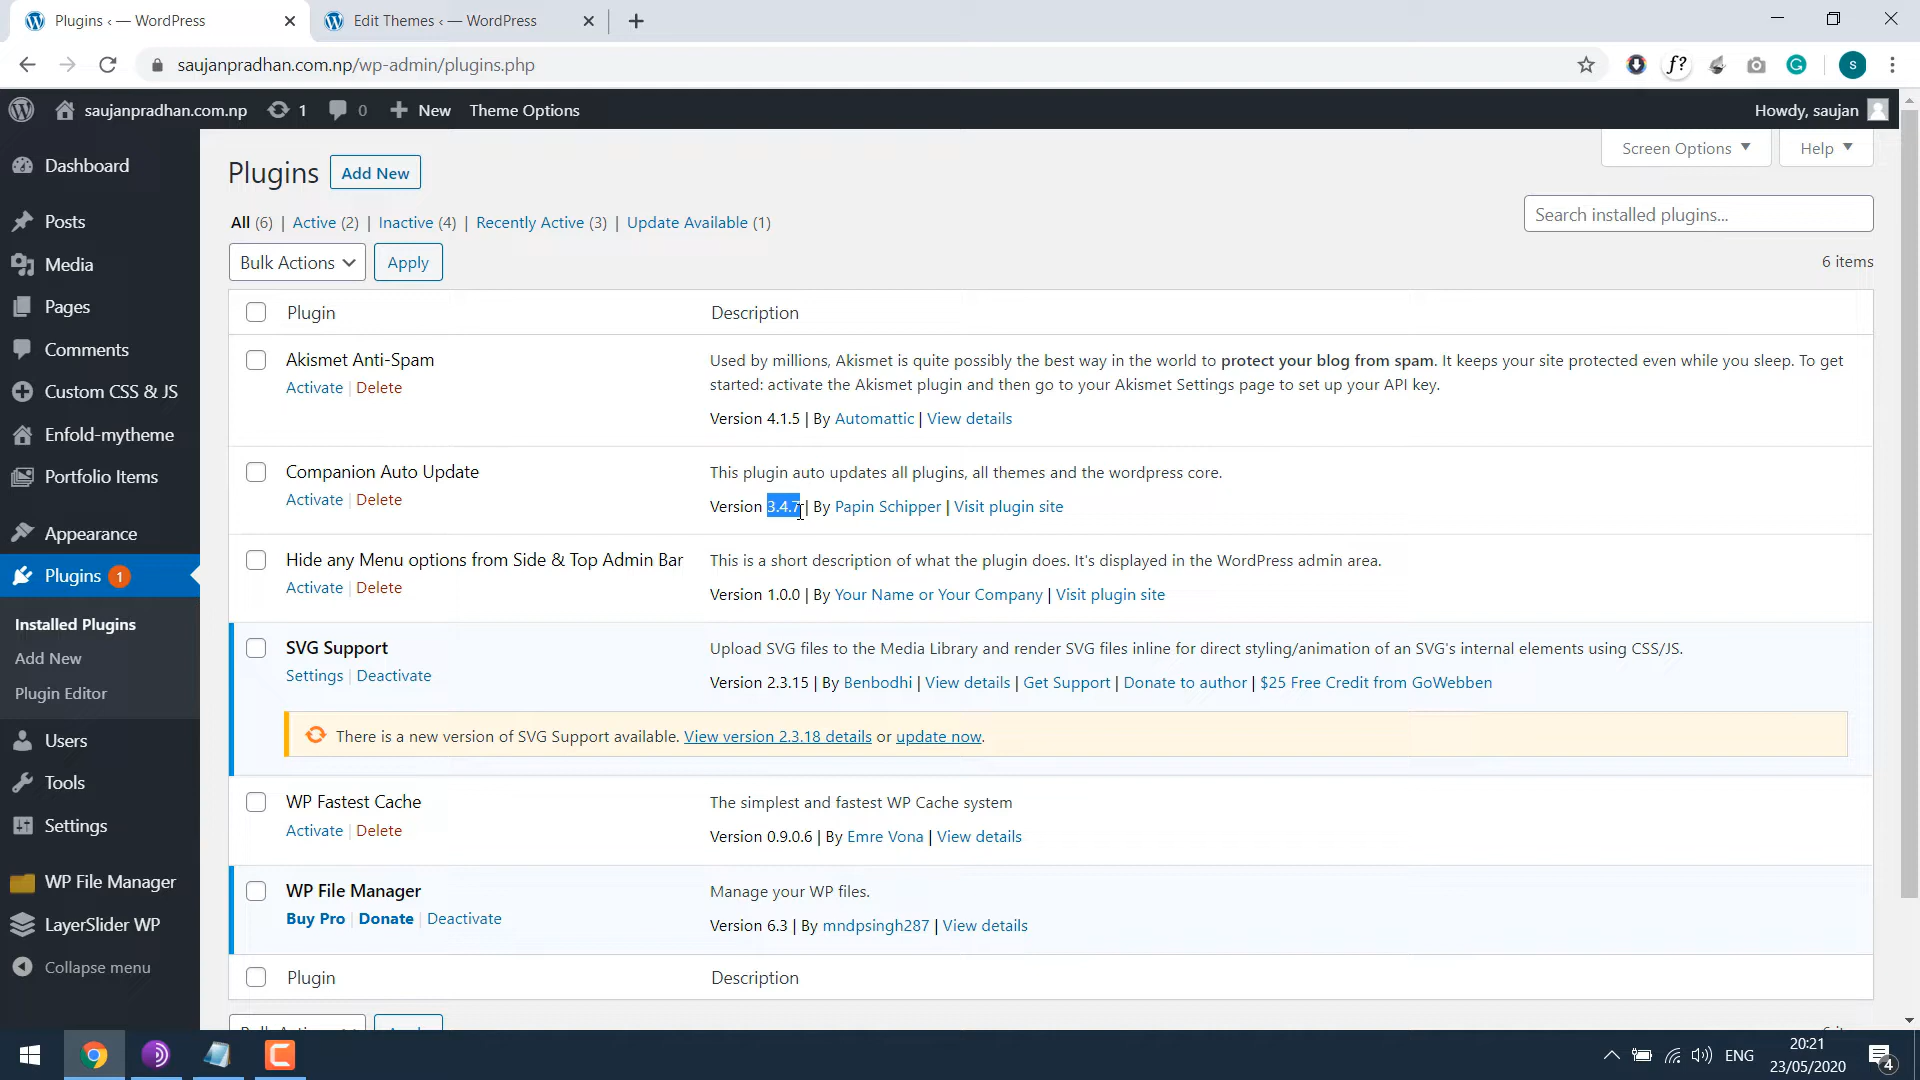 Plugins ‹ — WordPress
Edit Themes ‹ — WordPress
saujanpradhan.com.np/wp-admin/plugins.php
f?
S
saujanpradhan.com.np 1 0 New Theme Options
Howdy, saujan
Screen Options
Help
Dashboard
Posts
Media
Pages
Comments
Custom CSS & JS
Enfold-mytheme
Portfolio Items
Appearance
Plugins 1
Installed Plugins
Add New
Plugin Editor
Users
Tools
Settings
WP File Manager
LayerSlider WP
Collapse menu
Plugins Add New
All (6) | Active (2) | Inactive (4) | Recently Active (3) | Update Available (1)
Search installed plugins...
Bulk Actions Apply
6 items
Plugin Description
Akismet Anti-Spam
Activate | Delete
Used by millions, Akismet is quite possibly the best way in the world to protect your blog from spam. It keeps your site protected even while you sleep. To get
started: activate the Akismet plugin and then go to your Akismet Settings page to set up your API key.
Version 4.1.5 | By Automattic | View details
Companion Auto Update
Activate | Delete
This plugin auto updates all plugins, all themes and the wordpress core.
Version 3.4.7 | By Papin Schipper | Visit plugin site
Hide any Menu options from Side & Top Admin Bar
Activate | Delete
This is a short description of what the plugin does. It's displayed in the WordPress admin area.
Version 1.0.0 | By Your Name or Your Company | Visit plugin site
SVG Support
Settings | Deactivate
Upload SVG files to the Media Library and render SVG files inline for direct styling/animation of an SVG's internal elements using CSS/JS.
Version 2.3.15 | By Benbodhi | View details | Get Support | Donate to author | $25 Free Credit from GoWebben
There is a new version of SVG Support available. View version 2.3.18 details or update now.
WP Fastest Cache
Activate | Delete
The simplest and fastest WP Cache system
Version 0.9.0.6 | By Emre Vona | View details
WP File Manager
Buy Pro | Donate | Deactivate
Manage your WP files.
Version 6.3 | By mndpsingh287 | View details
Plugin Description
ENG
20:21
23/05/2020
4